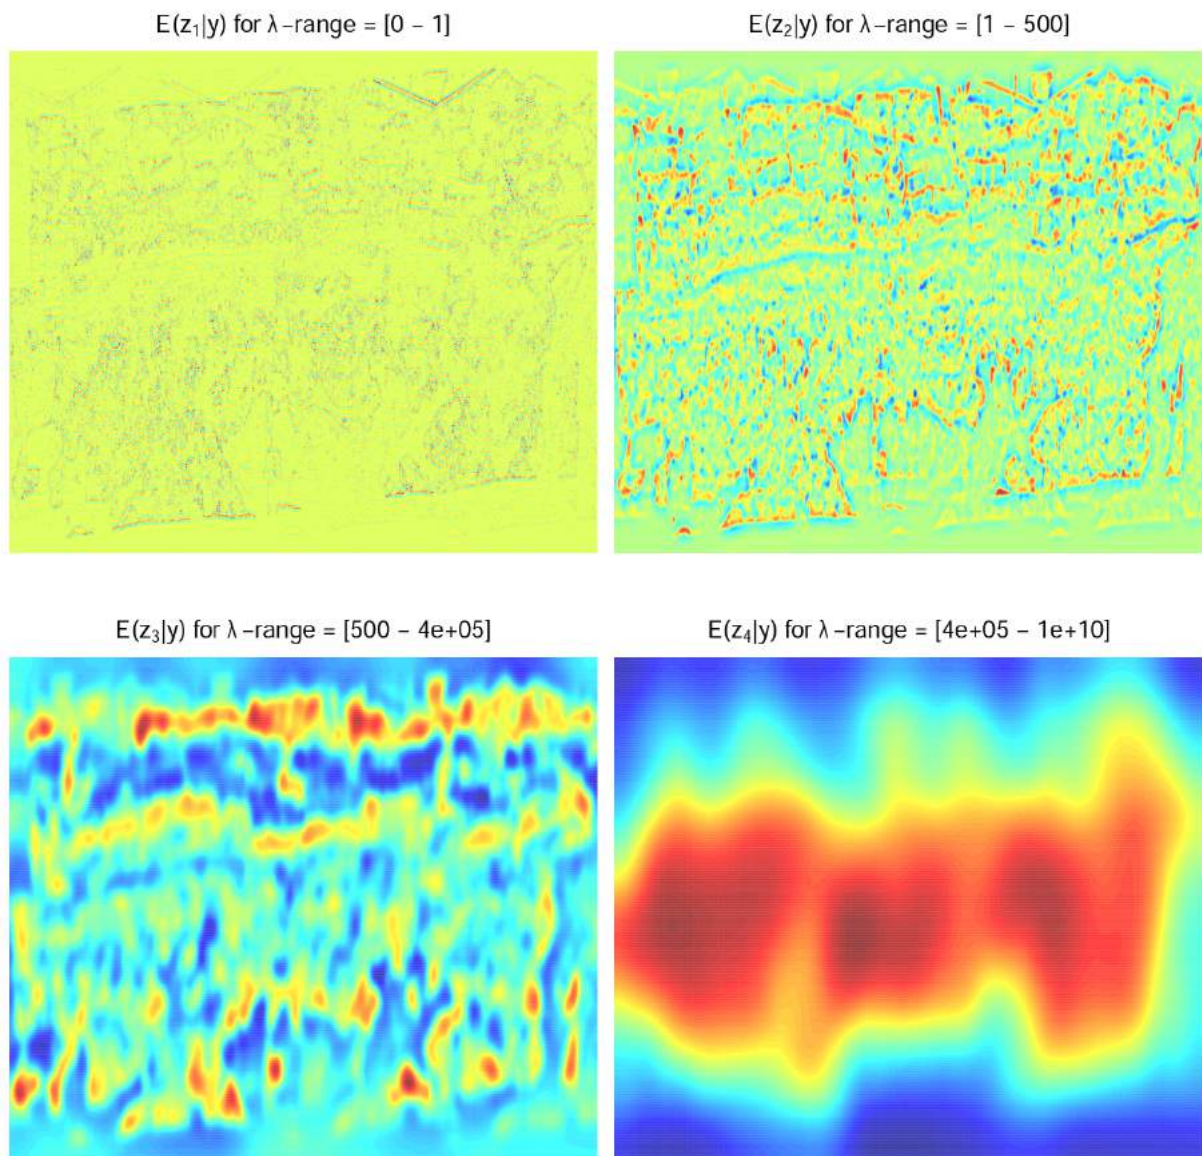 E(z₁|y) for λ−range = [0 – 1]
E(z₂|y) for λ−range = [1 – 500]
E(z₃|y) for λ−range = [500 – 4e+05]
E(z₄|y) for λ−range = [4e+05 – 1e+10]